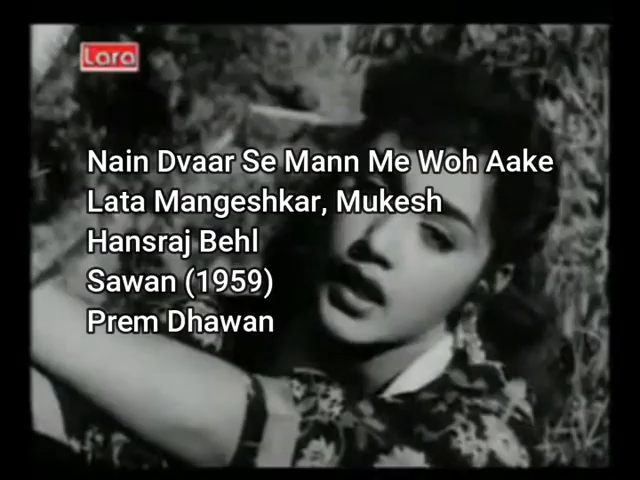 Lara
Nain Dvaar Se Mann Me Woh Aake
Lata Mangeshkar, Mukesh
Hansraj Behl
Sawan (1959)
Prem Dhawan